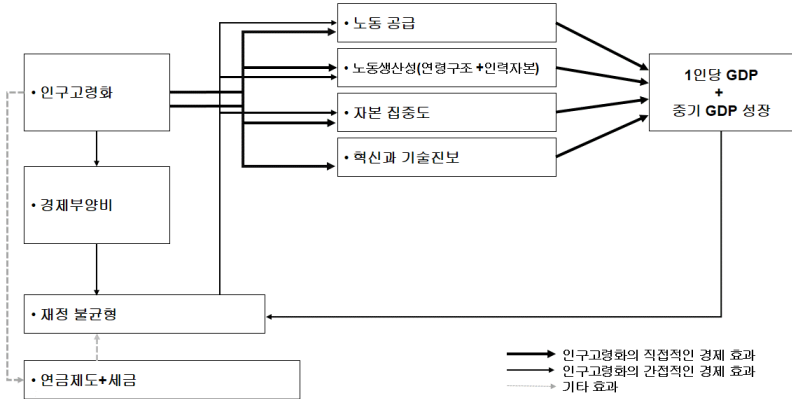 • 노동 공급
• 노동생산성(연령구조 +인력자본)
• 인구고령화
• 자본 집중도
• 혁신과 기술진보
1인당 GDP
+
중기 GDP 성장
• 경제부양비
• 재정 불균형
• 연금제도+세금
인구고령화의 직접적인 경제 효과
인구고령화의 간접적인 경제 효과
기타 효과